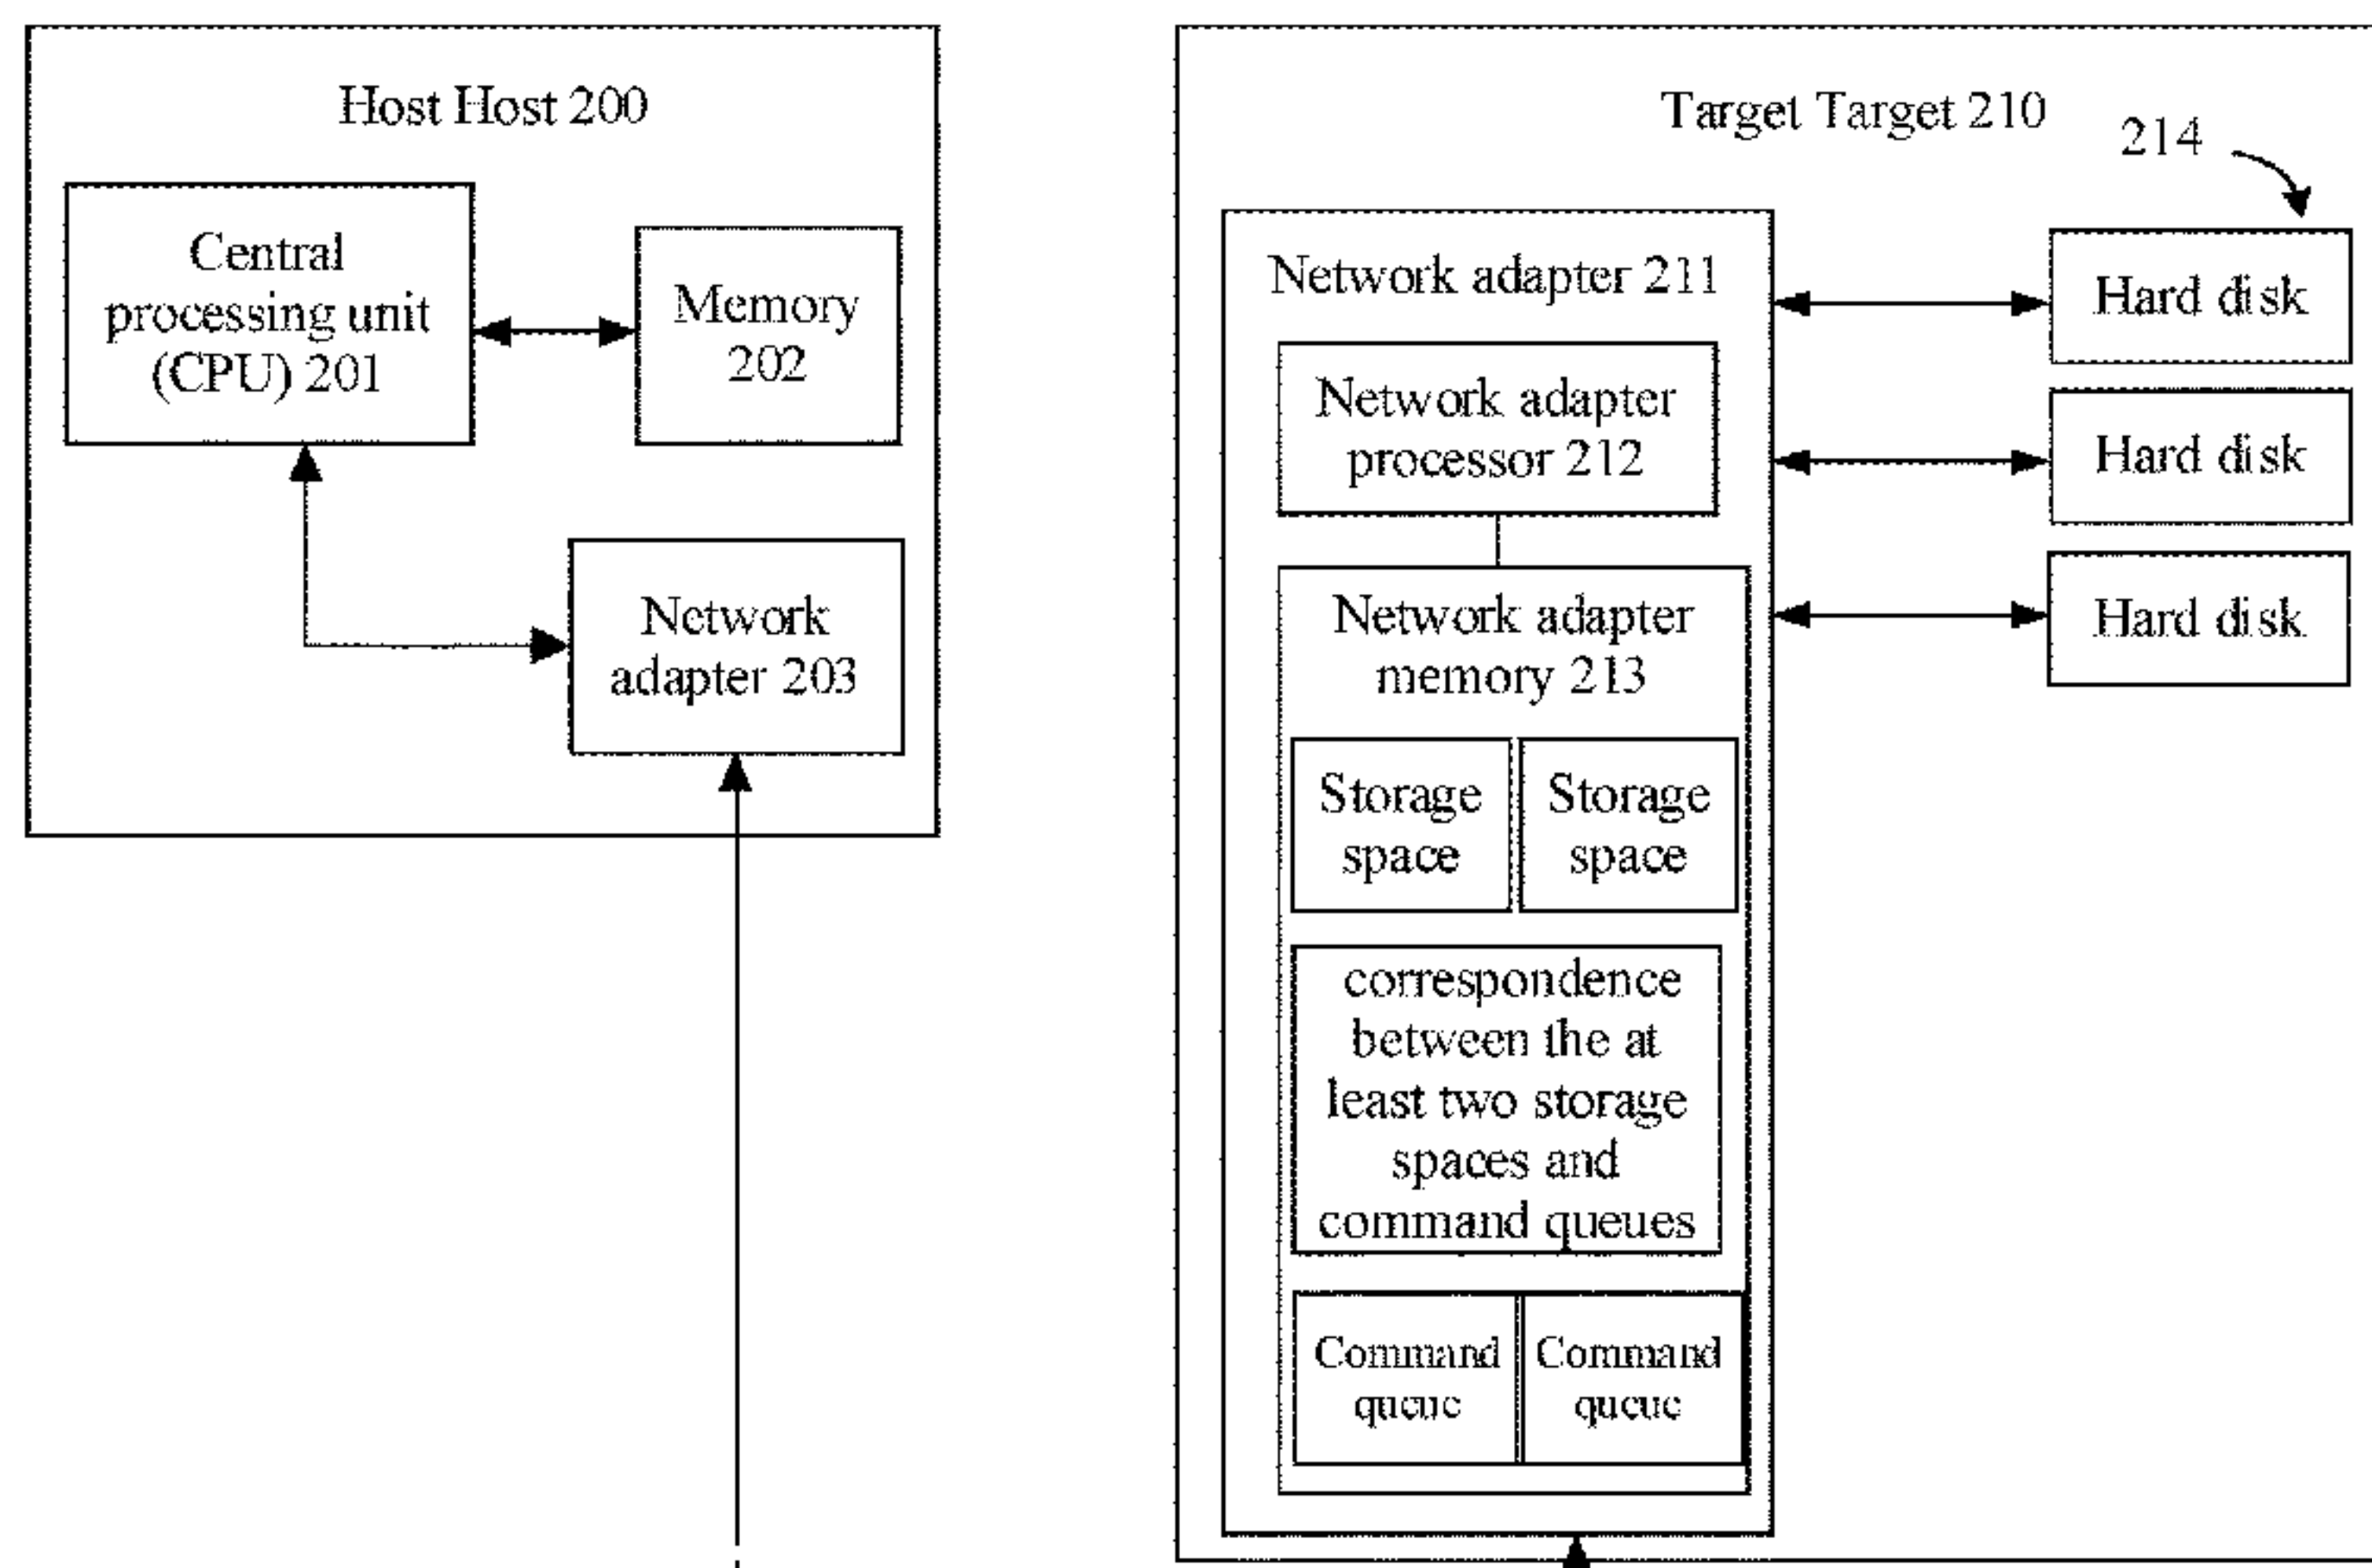 Host Host 200
Central
processing unit
(CPU) 201
Memory
202
Network
adapter 203
Target Target 210
214
Network adapter 211
Network adapter
processor 212
Network adapter
memory 213
Storage
space
Storage
space
correspondence
between the at
least two storage
spaces and
command queues
Command
queue
Command
queue
Hard disk
Hard disk
Hard disk